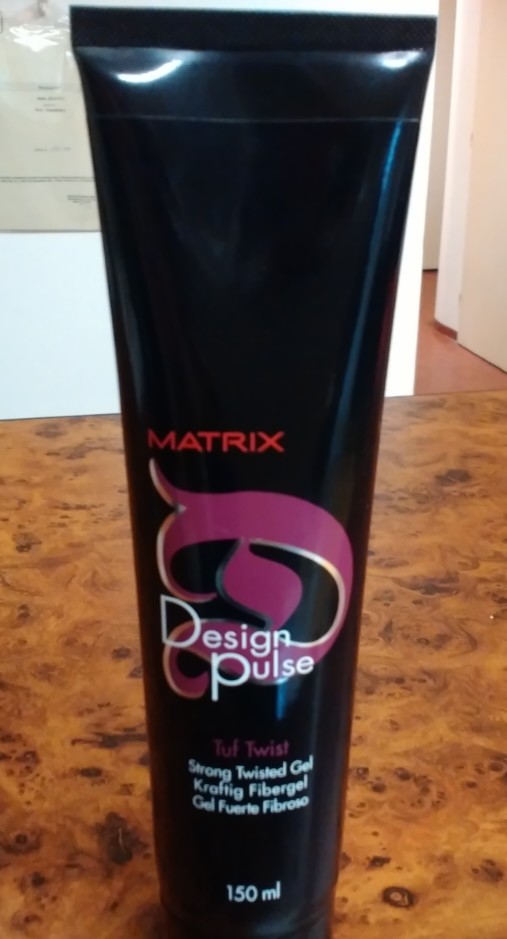 MATRIX
Design
pulse
Tuf Twist
Strong Twisted Gel
Kraftig Fibergel
Gel Fuerte Fibroso
150 ml